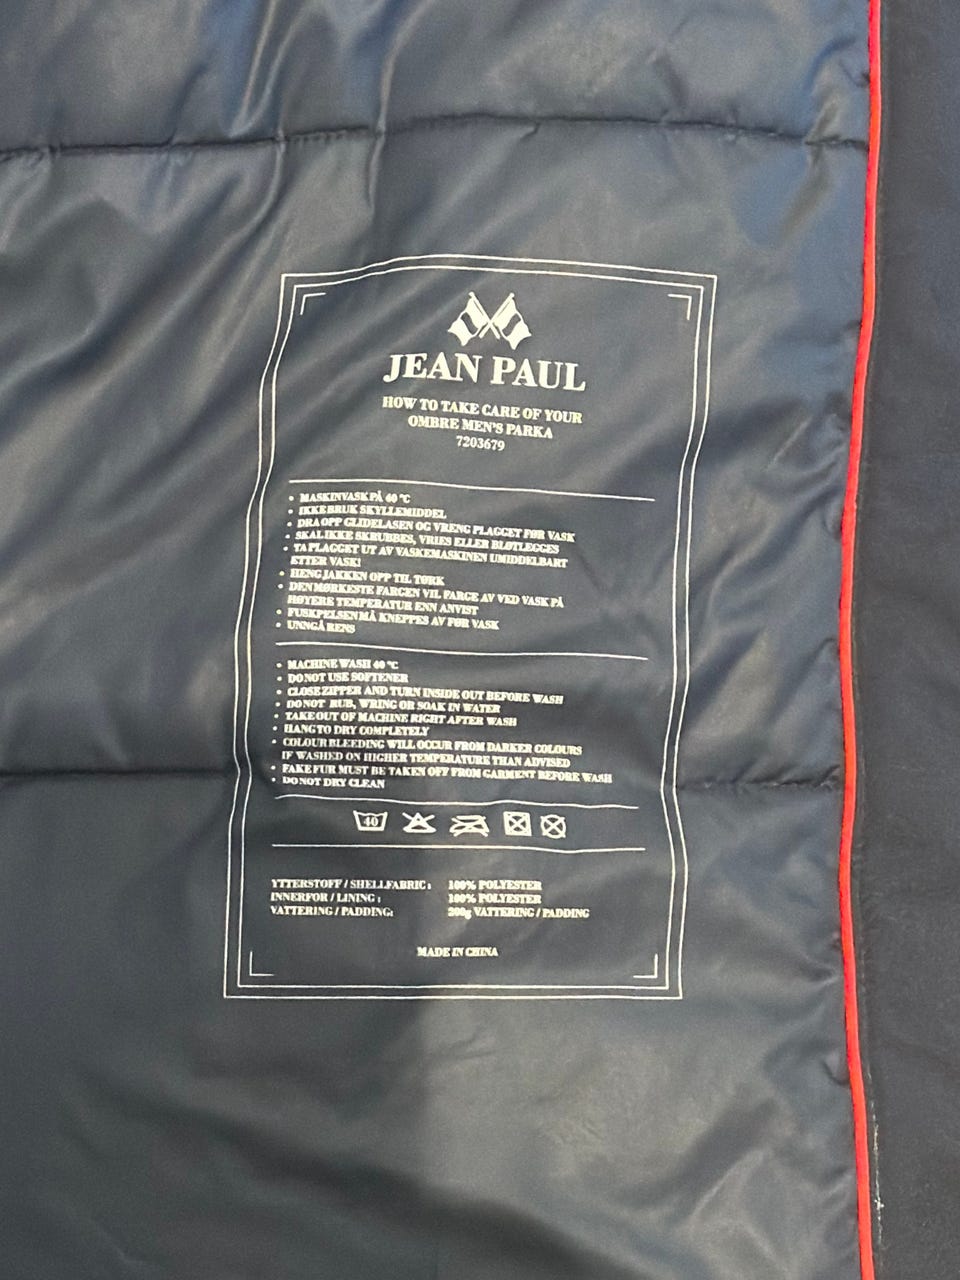 JEAN PAUL
HOW TO TAKE CARE OF YOUR
OMBRE MEN'S PARKA
7203679
• MASKINVASK PÅ 40 °C
• IKKE BRUK SKYLLEMIDDEL
• DRA OPP GLIDELASEN OG VRENG PLAGGET FØR VASK
• SKAL IKKE SKRUBBES, VRIES ELLER BLØTLEGGES
• TA PLAGGET UT AV VASKEMASKINEN UMIDDELBART
ETTER VASK!
• HENG JAKKEN OPP TIL TØRK
• DEN MØRKESTE FARGEN VIL FARGE AV VED VASK PÅ
HØYERE TEMPERATUR ENN ANVIST
• FUSKPELSEN MÅ KNEPPES AV FØR VASK
• UNNGÅ RENS
• MACHINE WASH 40 °C
• DO NOT USE SOFTENER
• CLOSE ZIPPER AND TURN INSIDE OUT BEFORE WASH
• DO NOT RUB, WRING OR SOAK IN WATER
• TAKE OUT OF MACHINE RIGHT AFTER WASH
• HANG TO DRY COMPLETELY
• COLOUR BLEEDING WILL OCCUR FROM DARKER COLOURS
IF WASHED ON HIGHER TEMPERATURE THAN ADVISED
• FAKE FUR MUST BE TAKEN OFF FROM GARMENT BEFORE WASH
• DO NOT DRY CLEAN
40
YTTERSTOFF / SHELLFABRIC : 100% POLYESTER
INNERFOR / LINING : 100% POLYESTER
VATTERING / PADDING: 200g VATTERING / PADDING
MADE IN CHINA